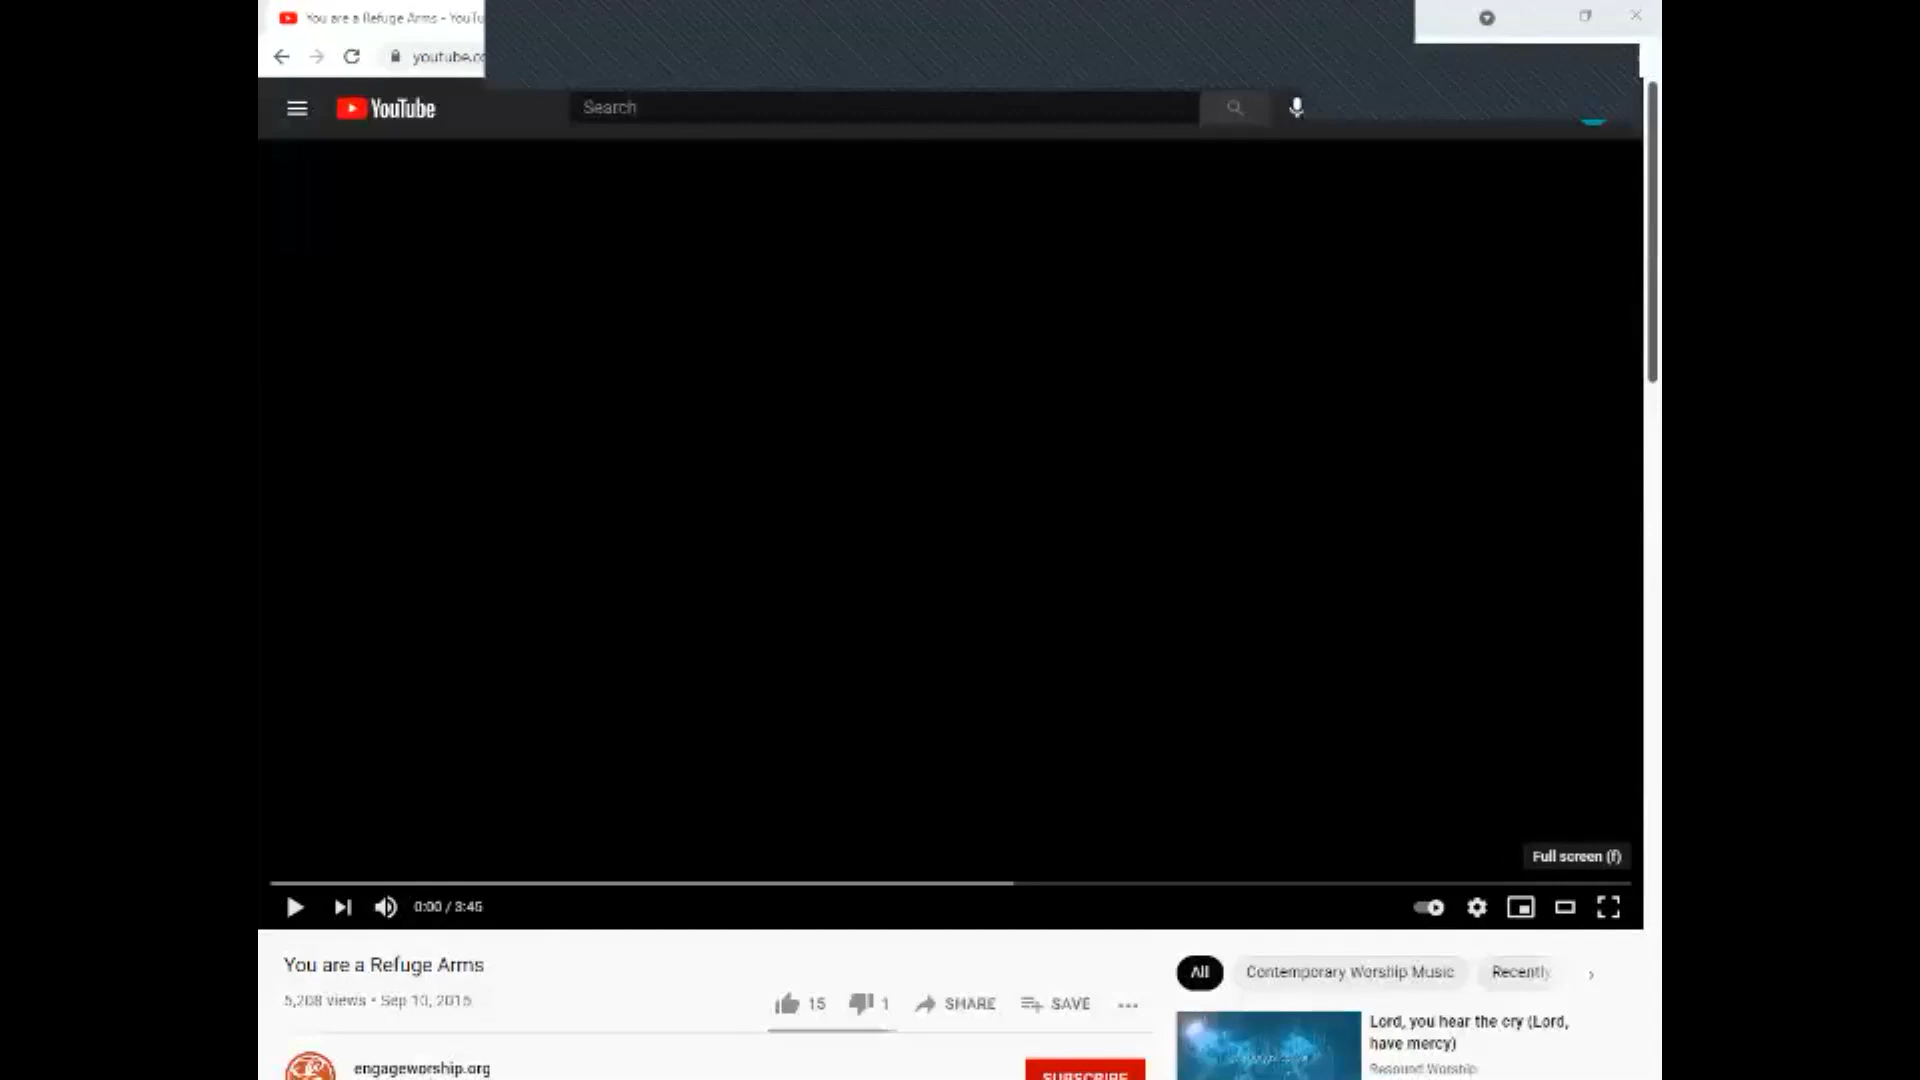 You are a Refuge Arms - YouTu
youtube.co
YouTube
Search
Full screen (f)
0:00 / 3:45
You are a Refuge Arms
5,208 views • Sep 10, 2015
15
1
SHARE
SAVE
All
Contemporary Worship Music
Recently
Lord, you hear the cry (Lord,
have mercy)
Resound Worship
engageworship.org
SUBSCRIBE